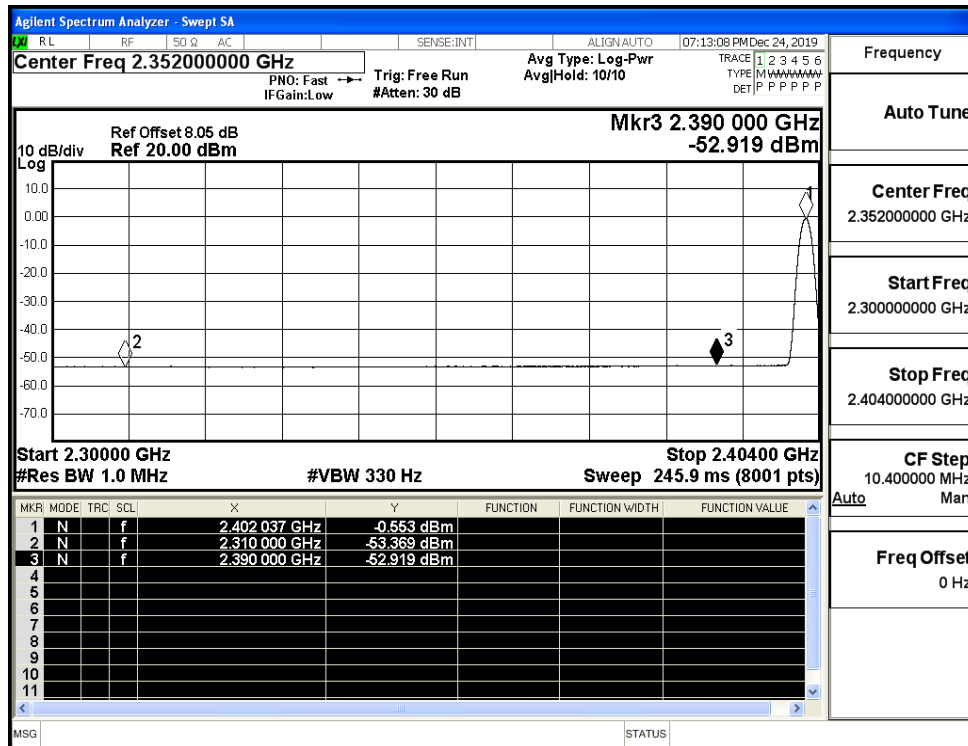 Agilent Spectrum Analyzer - Swept SA
LXI RL RF 50 Ω AC SENSE:INT ALIGNAUTO 07:13:08 PM Dec 24, 2019
Center Freq 2.352000000 GHz
PNO: Fast
IFGain:Low
Trig: Free Run
#Atten: 30 dB
Avg Type: Log-Pwr
Avg|Hold: 10/10
TRACE 1 2 3 4 5 6
TYPE M W W W W W
DET P P P P P P
Mkr3 2.390 000 GHz
-52.919 dBm
Ref Offset 8.05 dB
10 dB/div Ref 20.00 dBm
Log
10.0
0.00
-10.0
-20.0
-30.0
-40.0
-50.0
-60.0
-70.0
1
2
3
Start 2.30000 GHz Stop 2.40400 GHz
#Res BW 1.0 MHz #VBW 330 Hz Sweep 245.9 ms (8001 pts)
MKR MODE TRC SCL X Y FUNCTION FUNCTION WIDTH FUNCTION VALUE
1 N f 2.402 037 GHz -0.553 dBm
2 N f 2.310 000 GHz -53.369 dBm
3 N f 2.390 000 GHz -52.919 dBm
4
5
6
7
8
9
10
11
MSG STATUS
Frequency
Auto Tune
Center Freq
2.352000000 GHz
Start Freq
2.300000000 GHz
Stop Freq
2.404000000 GHz
CF Step
10.400000 MHz
Auto Man
Freq Offset
0 Hz